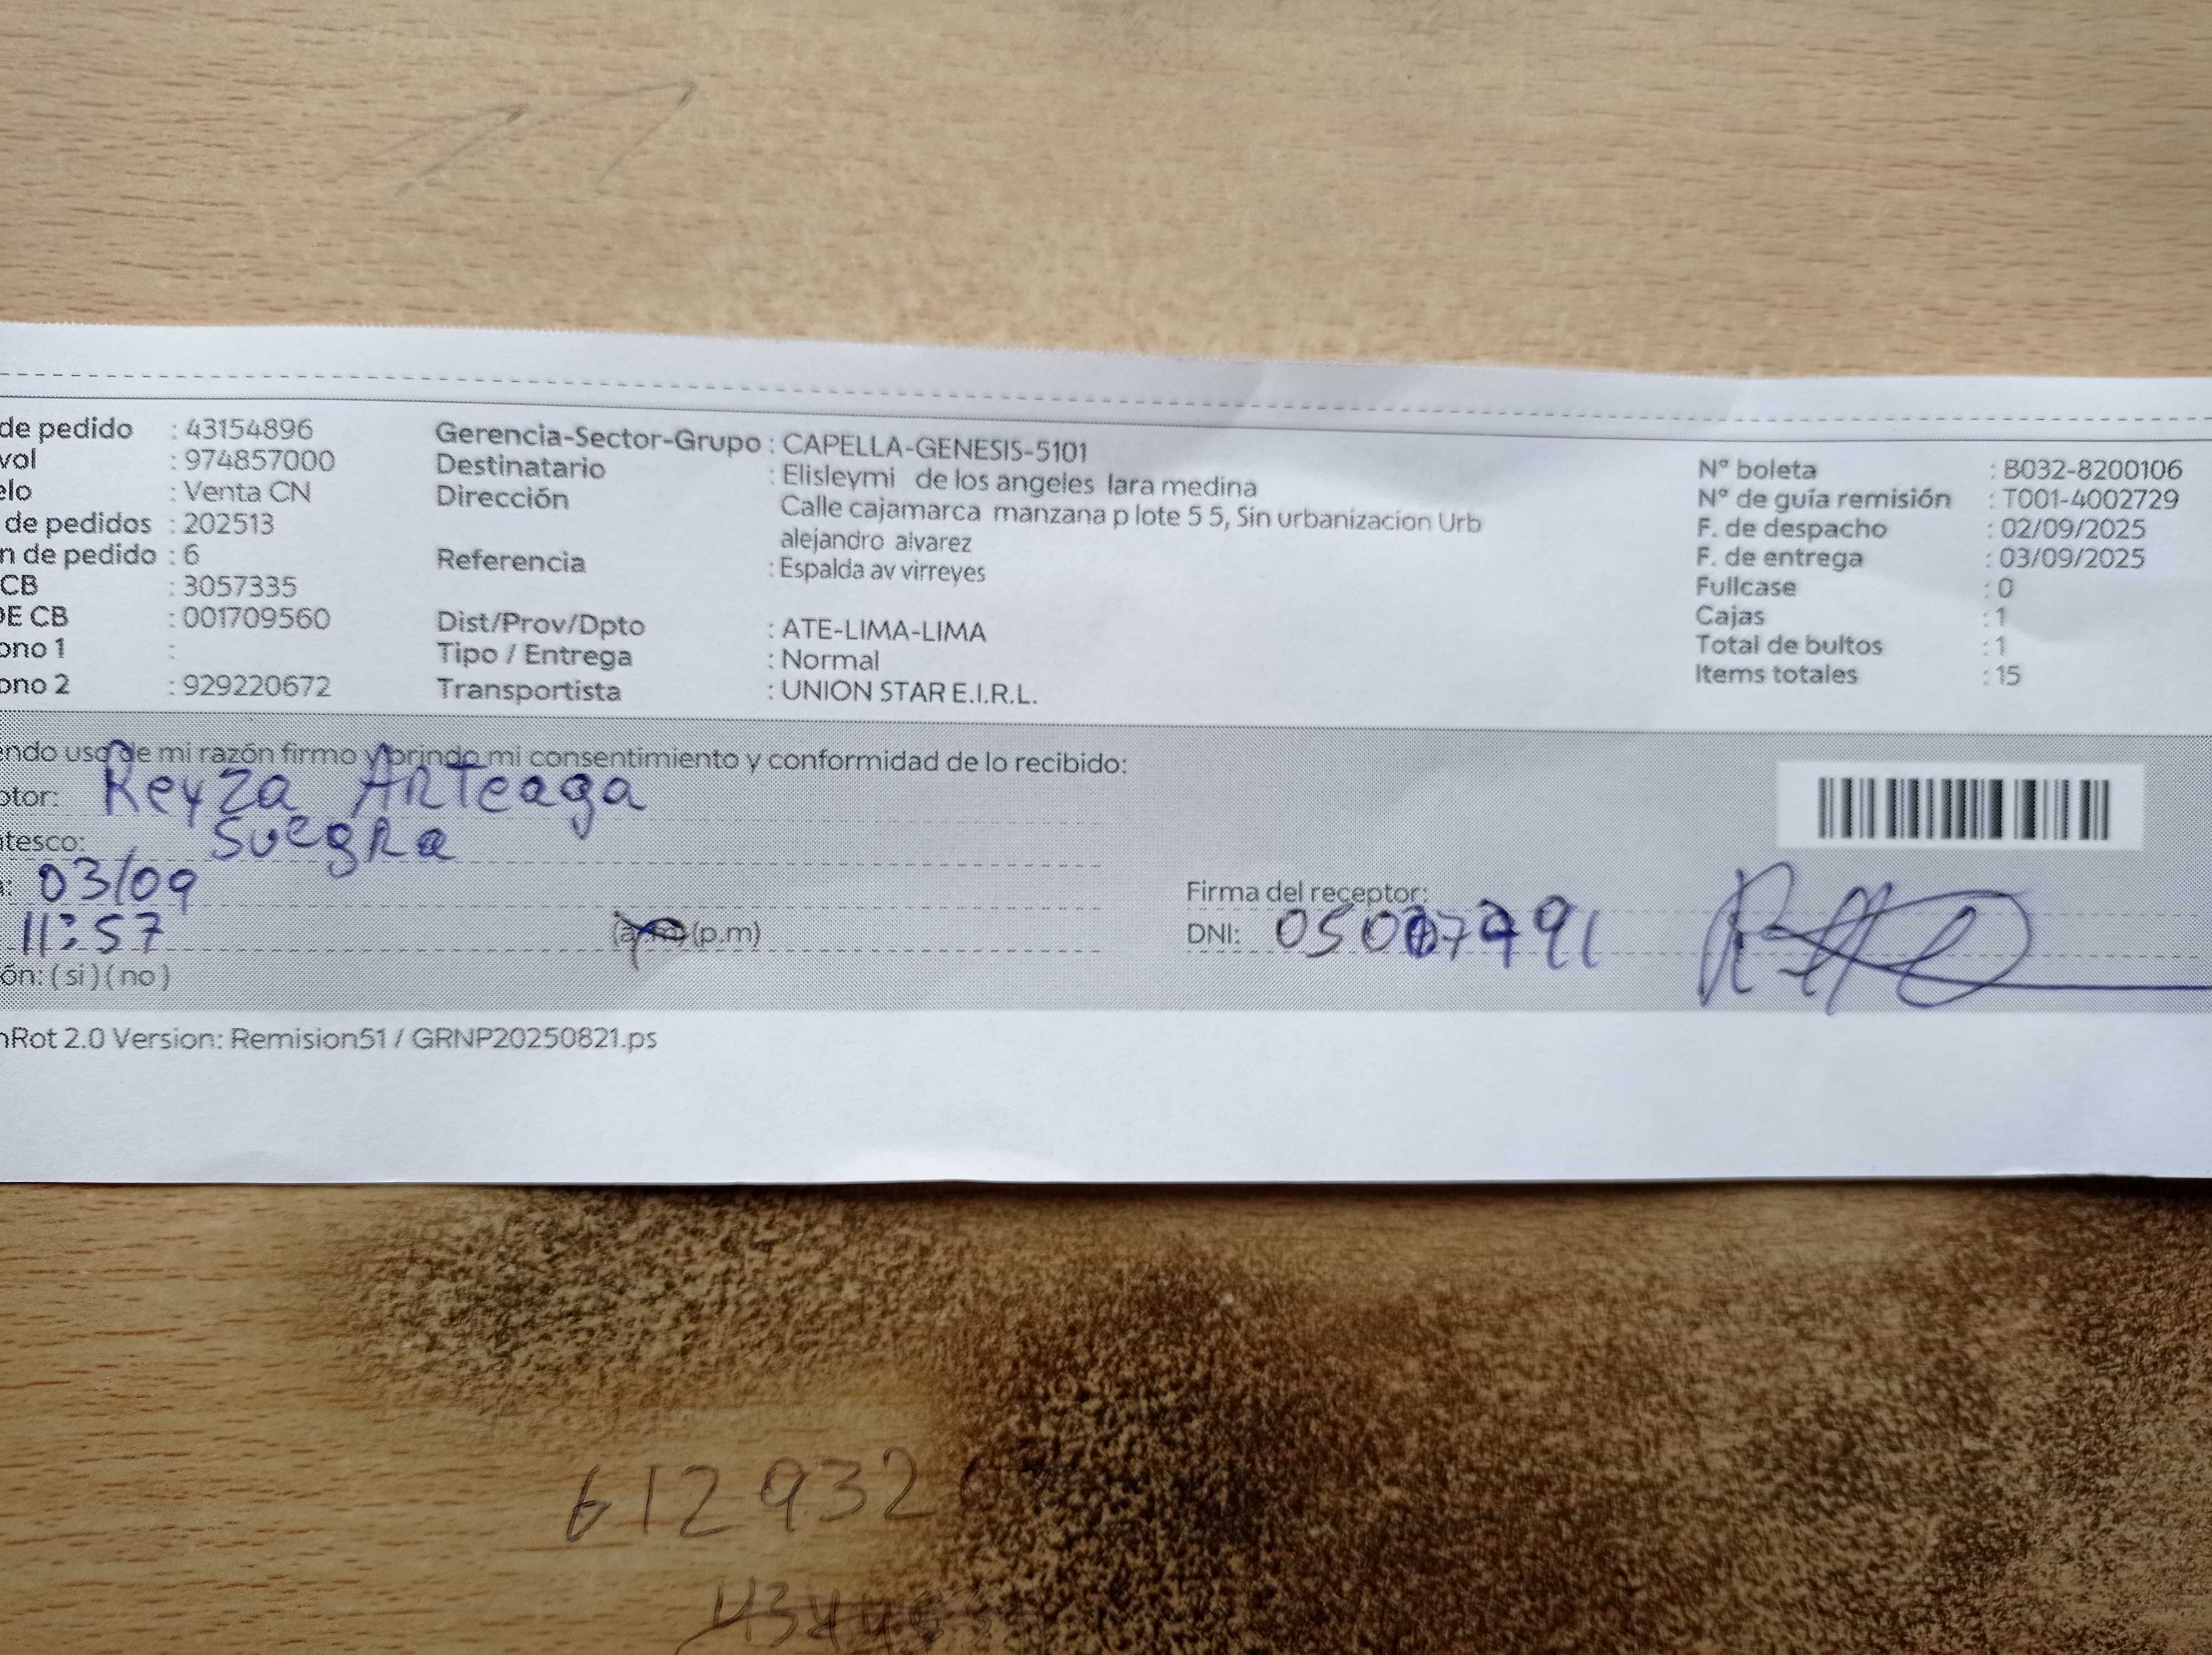 de pedido : 43154896
vol : 974857000
elo : Venta CN
de pedidos : 202513
n de pedido : 6
CB : 3057335
DE CB : 001709560
ono 1 :
ono 2 : 929220672
Gerencia-Sector-Grupo : CAPELLA-GENESIS-5101
Destinatario : Elisleymi de los angeles lara medina
Dirección Calle cajamarca manzana p lote 5 5, Sin urbanizacion Urb
alejandro alvarez
Referencia : Espalda av virreyes
Dist/Prov/Dpto : ATE-LIMA-LIMA
Tipo / Entrega : Normal
Transportista : UNION STAR E.I.R.L.
Nº boleta : B032-8200106
Nº de guía remisión : T001-4002729
F. de despacho : 02/09/2025
F. de entrega : 03/09/2025
Fullcase : 0
Cajas : 1
Total de bultos : 1
Items totales : 15
endo uso de mi razón firmo y brindo mi consentimiento y conformidad de lo recibido:
ptor: Reyza Arteaga
ntesco: Suegra
a: 03/09
11:57 (a.m) (p.m)
ón: ( si ) ( no )
Firma del receptor:
DNI:
nRot 2.0 Version: Remision51 / GRNP20250821.ps
612932